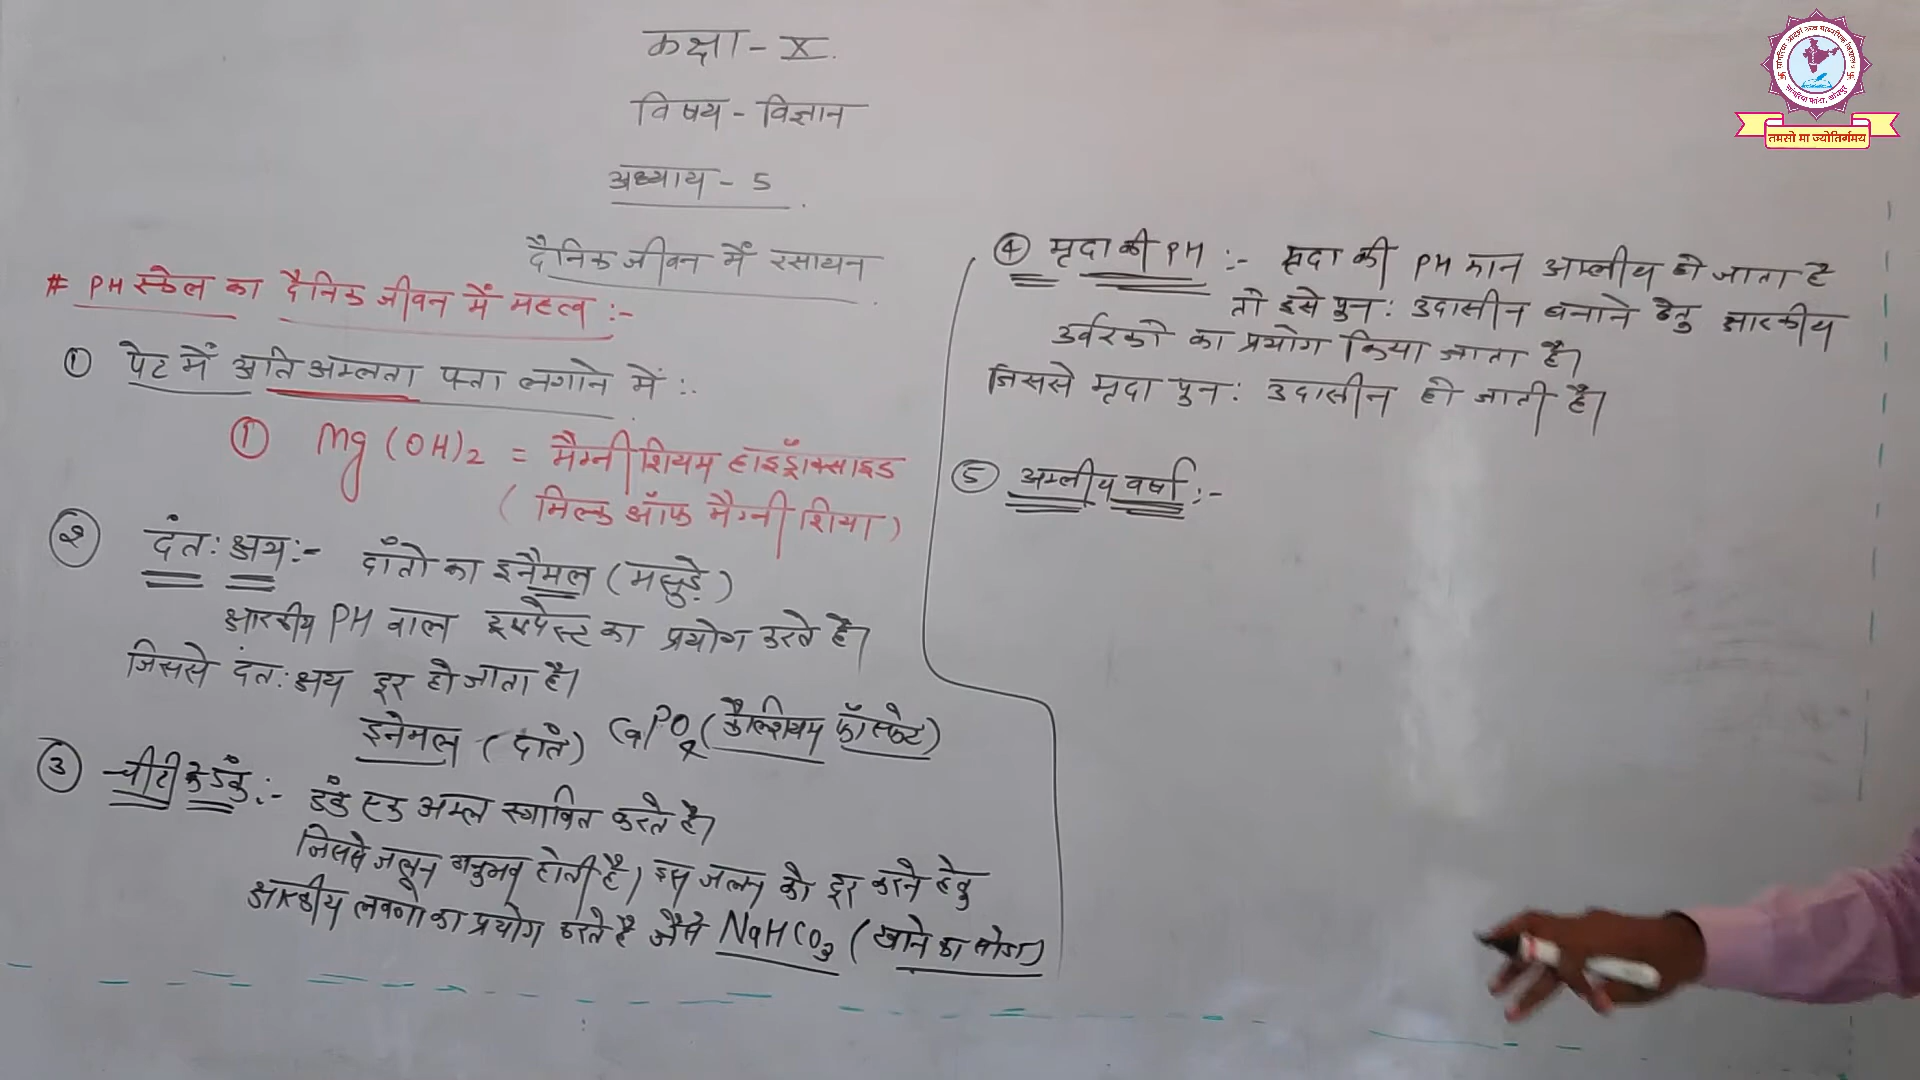 कक्षा - X.
विषय - विज्ञान
अध्याय - 5
दैनिक जीवन में रसायन
# PH स्केल का दैनिक जीवन में महत्व :-
① पेट में अतिअम्लता पता लगाने में :-
① Mg(OH)2 = मैग्नीशियम हाइड्रॉक्साइड
(मिल्क ऑफ मैग्नीशिया)
② दंत: क्षय:- दाँतो का इनैमल (मसुड़े)
क्षारकीय PH वाल का प्रयोग करते है।
जिससे दंत: क्षय दूर हो जाता है।
इनेमल (दांत) CaPO4 (कैल्शियम फॉस्फेट)
③ चीटी के डंक:- डंक एक अम्ल स्त्रावित करते है।
जिससे जलन अनुभव होती है। इस जलन को दूर करने हेतु
क्षारकीय लवणो का प्रयोग करते है जैसे NaHCO3 (खाने का सोडा)
④ मृदा की PH :- मृदा की PH मान अम्लीय हो जाता है
तो इसे पुन: उदासीन बनाने हेतु क्षारकीय
उर्वरको का प्रयोग किया जाता है।
जिससे मृदा पुन: उदासीन हो जाती है।
⑤ अम्लीय वर्षा :-
तमसो मा ज्योतिर्गमय